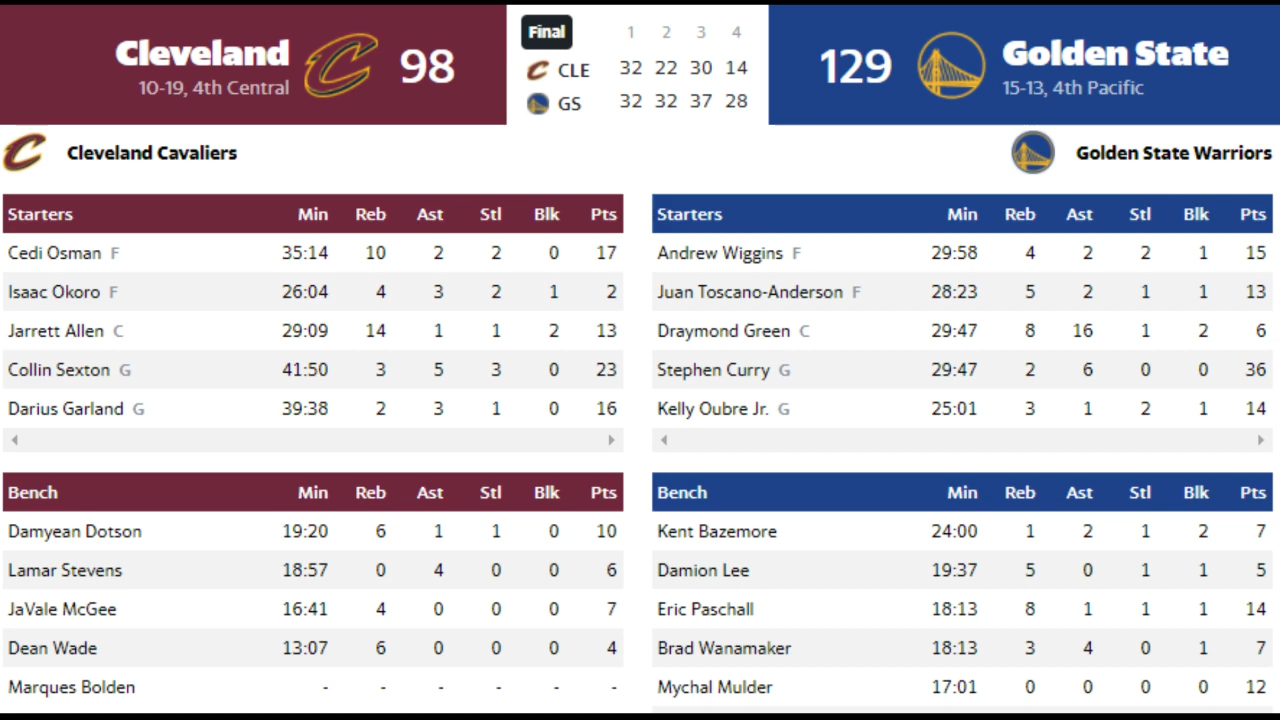 Cleveland 98 Final 1 2 3 4 129 Golden State
10-19, 4th Central CLE 32 22 30 14 15-13, 4th Pacific
GS 32 32 37 28
Cleveland Cavaliers Golden State Warriors
Starters Min Reb Ast Stl Blk Pts
Cedi Osman F 35:14 10 2 2 0 17
Isaac Okoro F 26:04 4 3 2 1 2
Jarrett Allen C 29:09 14 1 1 2 13
Collin Sexton G 41:50 3 5 3 0 23
Darius Garland G 39:38 2 3 1 0 16
Bench Min Reb Ast Stl Blk Pts
Damyean Dotson 19:20 6 1 1 0 10
Lamar Stevens 18:57 0 4 0 0 6
JaVale McGee 16:41 4 0 0 0 7
Dean Wade 13:07 6 0 0 0 4
Marques Bolden - - - - - -
Starters Min Reb Ast Stl Blk Pts
Andrew Wiggins F 29:58 4 2 2 1 15
Juan Toscano-Anderson F 28:23 5 2 1 1 13
Draymond Green C 29:47 8 16 1 2 6
Stephen Curry G 29:47 2 6 0 0 36
Kelly Oubre Jr. G 25:01 3 1 2 1 14
Bench Min Reb Ast Stl Blk Pts
Kent Bazemore 24:00 1 2 1 2 7
Damion Lee 19:37 5 0 1 1 5
Eric Paschall 18:13 8 1 1 1 14
Brad Wanamaker 18:13 3 4 0 1 7
Mychal Mulder 17:01 0 0 0 0 12